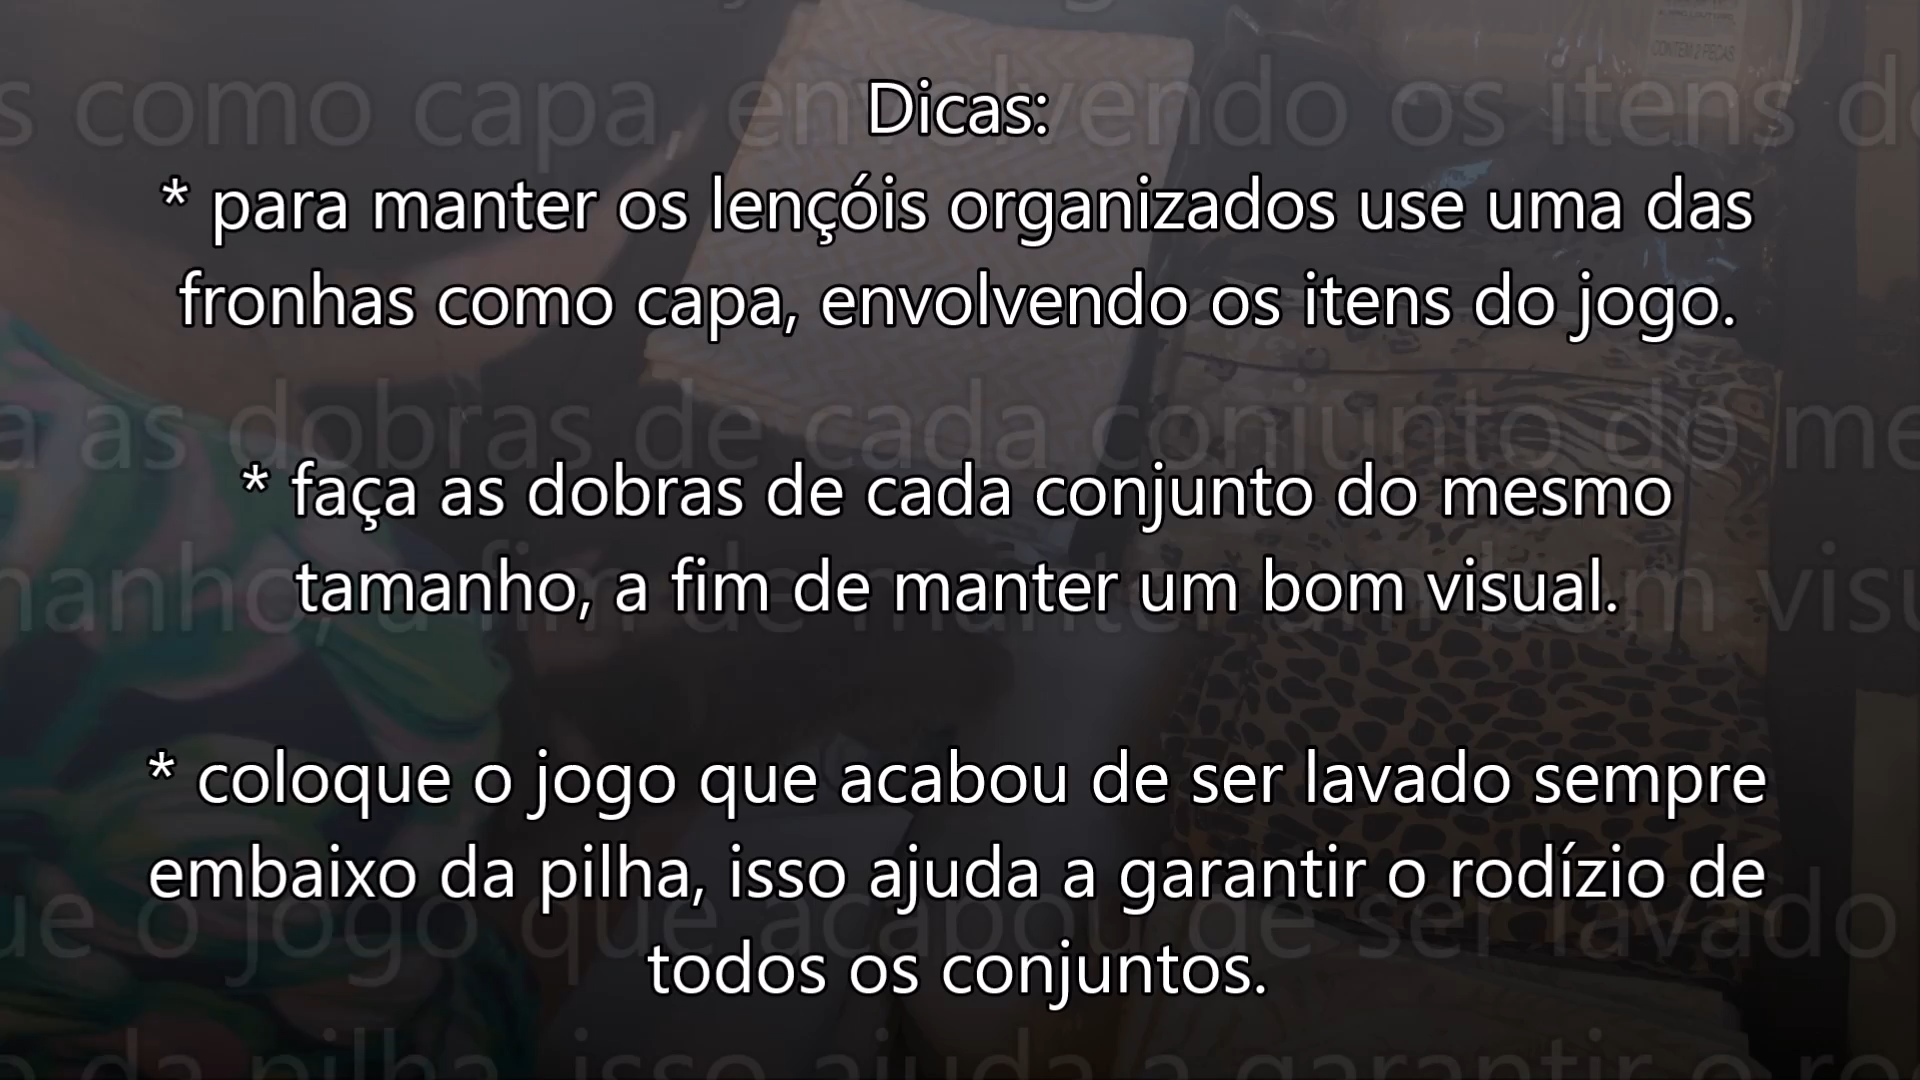 Dicas:
* para manter os lençóis organizados use uma das
fronhas como capa, envolvendo os itens do jogo.
* faça as dobras de cada conjunto do mesmo
tamanho, a fim de manter um bom visual.
* coloque o jogo que acabou de ser lavado sempre
embaixo da pilha, isso ajuda a garantir o rodízio de
todos os conjuntos.